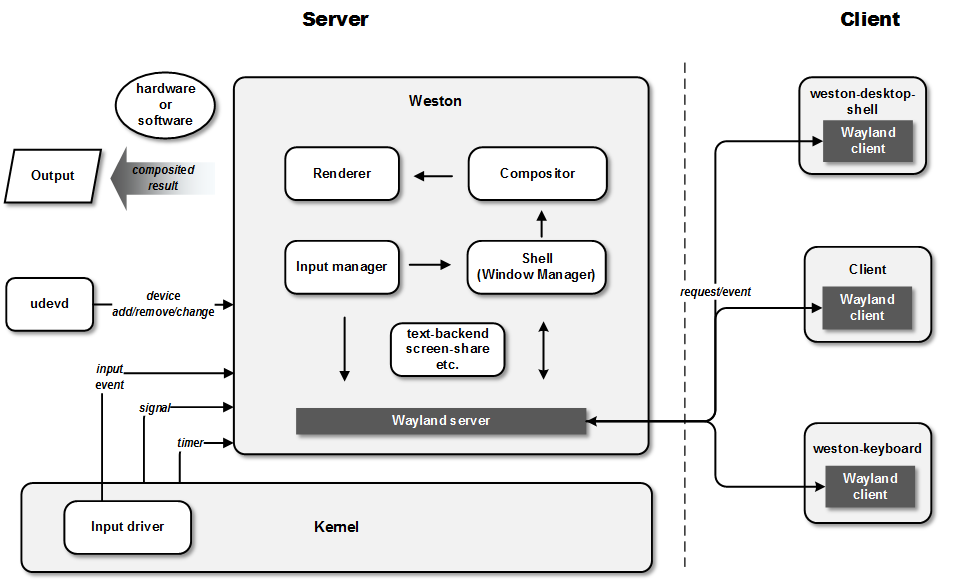 Server
Client
hardware
or
software
Weston
weston-desktop-
shell
Wayland
client
Output
composited
result
Renderer
Compositor
Input manager
Shell
(Window Manager)
Client
Wayland
client
udevd
device
add/remove/change
request/event
text-backend
screen-share
etc.
input
event
signal
timer
Wayland server
weston-keyboard
Wayland
client
Input driver
Kernel